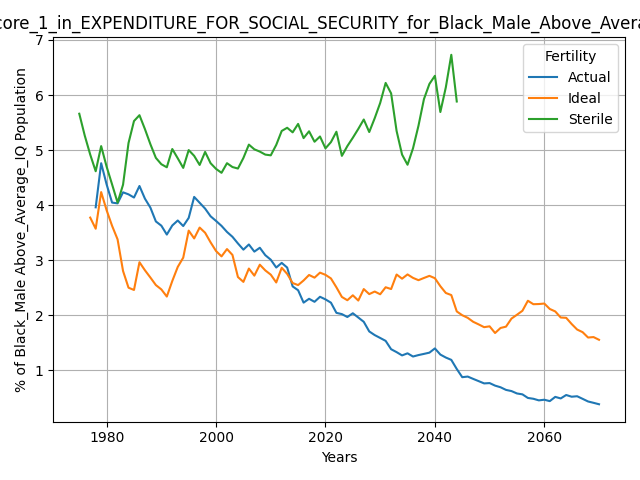 core_1_in_EXPENDITURE_FOR_SOCIAL_SECURITY_for_Black_Male_Above_Avera
% of Black_Male Above_Average_IQ Population
7
6
5
4
3
2
1
Fertility
Actual
Ideal
Sterile
1980 2000 2020 2040 2060
Years